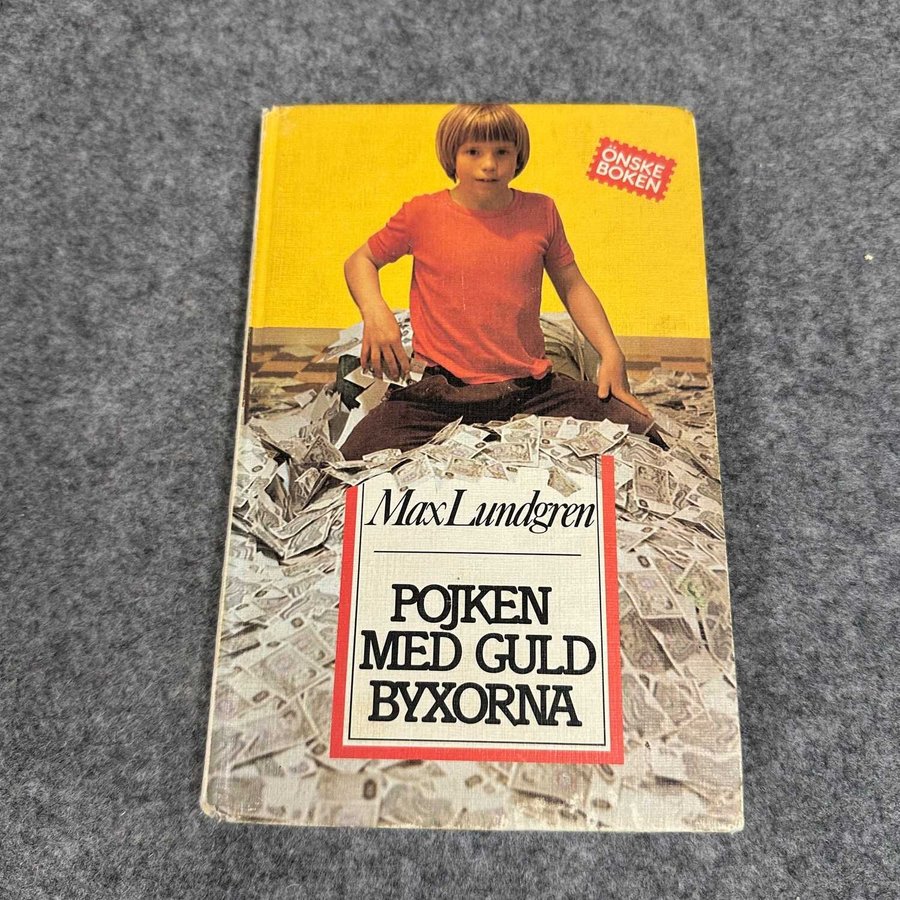 ÖNSKE
BOKEN
Max Lundgren
POJKEN
MED GULD
BYXORNA